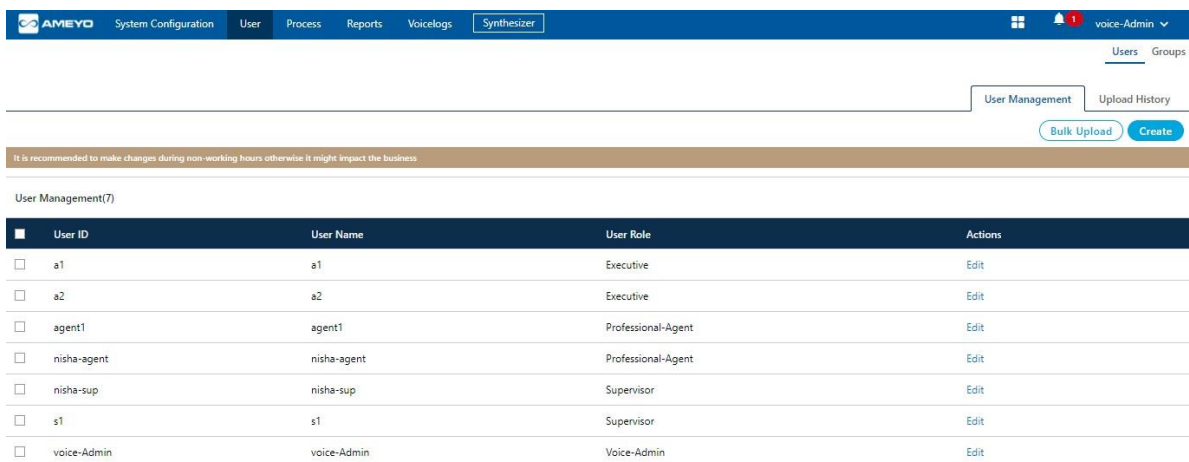 AMEYO System Configuration User Process Reports Voicelogs Synthesizer 1 voice-Admin
Users Groups
User Management Upload History
Bulk Upload Create
It is recommended to make changes during non-working hours otherwise it might impact the business
User Management(7)
User ID User Name User Role Actions
a1 a1 Executive Edit
a2 a2 Executive Edit
agent1 agent1 Professional-Agent Edit
nisha-agent nisha-agent Professional-Agent Edit
nisha-sup nisha-sup Supervisor Edit
s1 s1 Supervisor Edit
voice-Admin voice-Admin Voice-Admin Edit